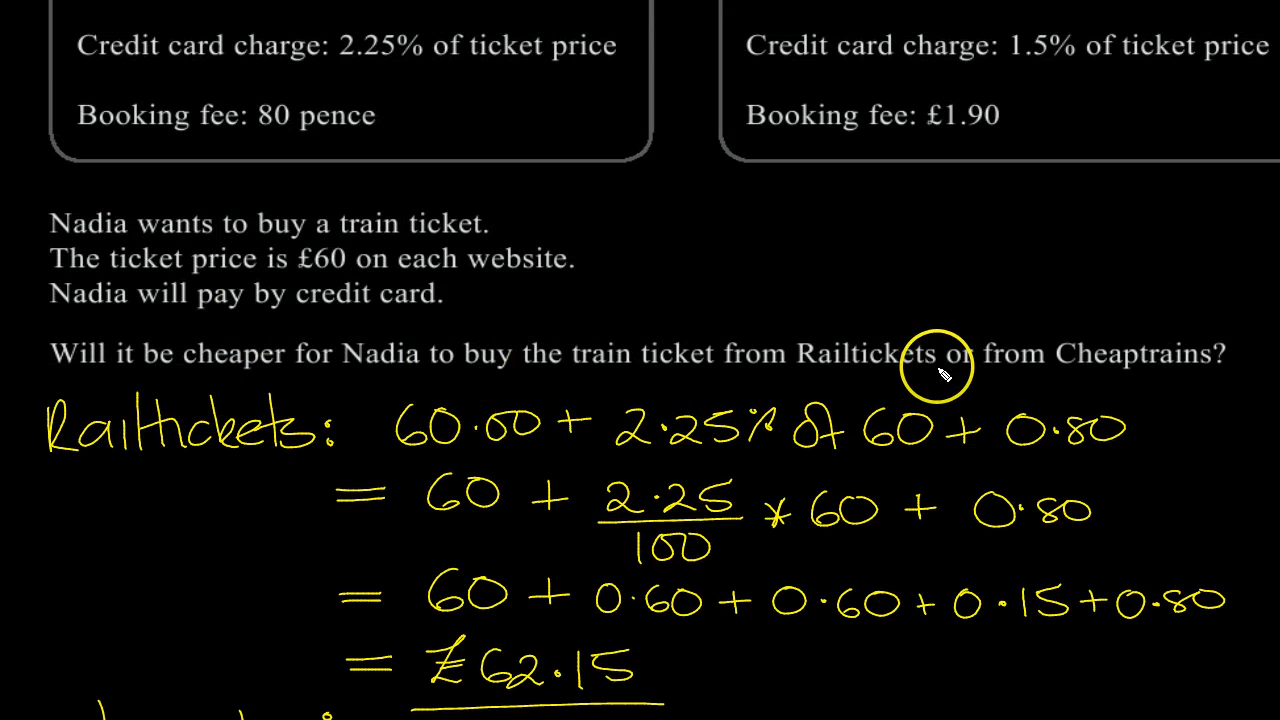 Credit card charge: 2.25% of ticket price
Credit card charge: 1.5% of ticket price
Booking fee: 80 pence
Booking fee: £1.90
Nadia wants to buy a train ticket.
The ticket price is £60 on each website.
Nadia will pay by credit card.
Will it be cheaper for Nadia to buy the train ticket from Railtickets or from Cheaptrains?
Railtickets: 60.00 + 2.25% of 60 + 0.80
= 60 + 2.25/100 * 60 + 0.80
= 60 + 0.60 + 0.60 + 0.15 + 0.80
= £62.15